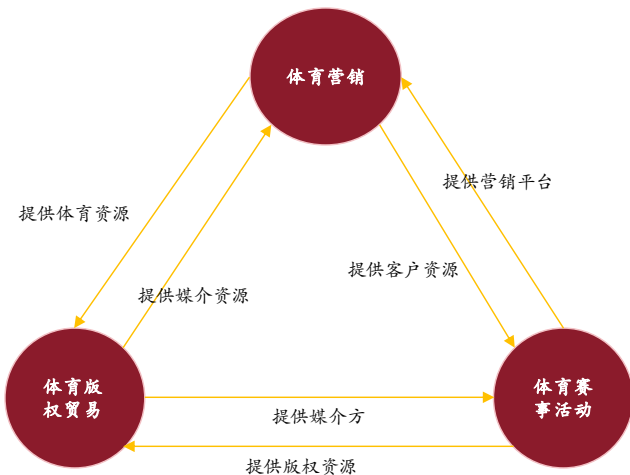 体育营销
提供营销平台
提供体育资源
提供客户资源
提供媒介资源
体育版
权贸易
体育赛
事活动
提供媒介方
提供版权资源